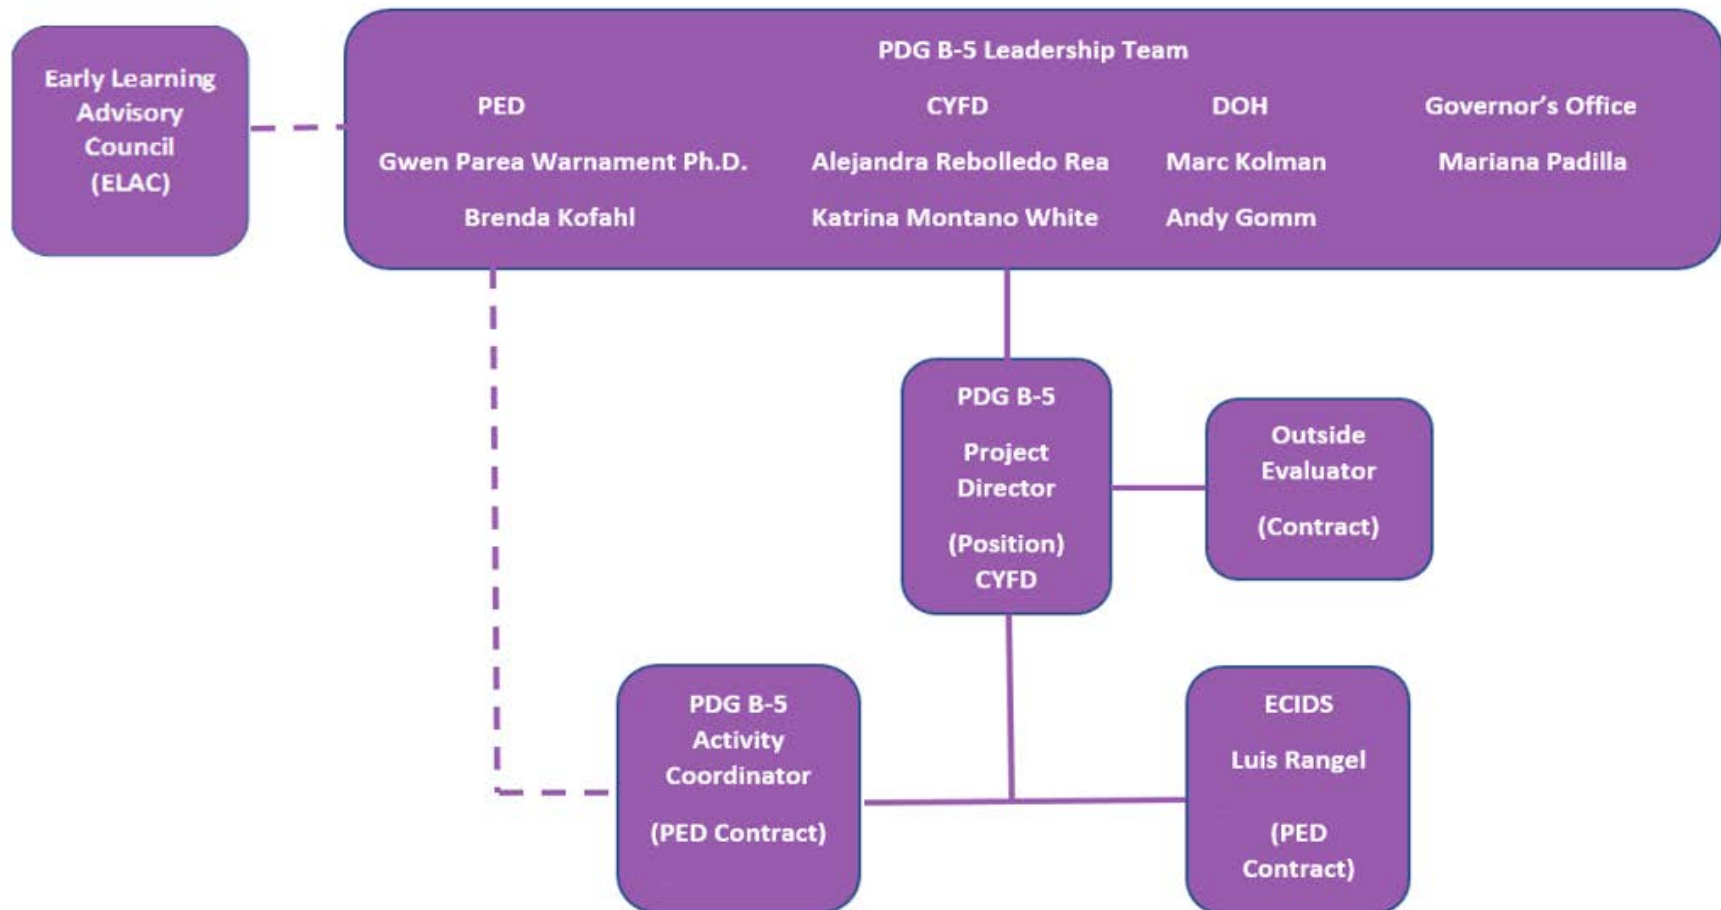 Early Learning
Advisory
Council
(ELAC)
PDG B-5 Leadership Team
PED CYFD DOH Governor’s Office
Gwen Parea Warnament Ph.D. Alejandra Rebolledo Rea Marc Kolman Mariana Padilla
Brenda Kofahl Katrina Montano White Andy Gomm
PDG B-5
Project
Director
(Position)
CYFD
Outside
Evaluator
(Contract)
PDG B-5
Activity
Coordinator
(PED Contract)
ECIDS
Luis Rangel
(PED
Contract)